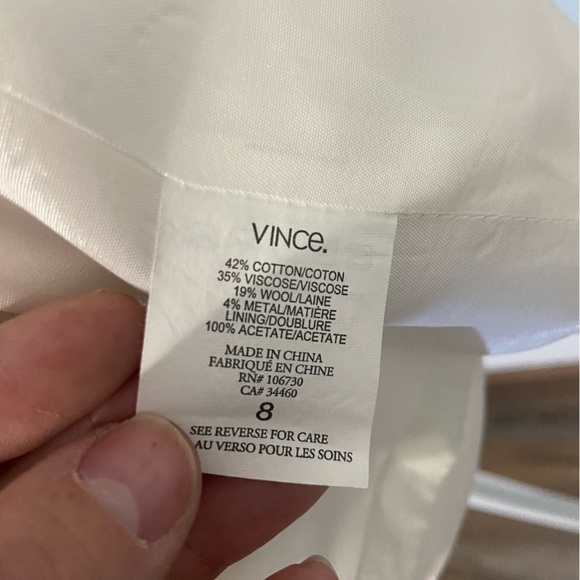 VINCe.
42% COTTON/COTON
35% VISCOSE/VISCOSE
19% WOOL/LAINE
4% METAL/MATIÈRE
LINING/DOUBLURE
100% ACETATE/ACETATE
MADE IN CHINA
FABRIQUÉ EN CHINE
RN# 106730
CA# 34460
8
SEE REVERSE FOR CARE
AU VERSO POUR LES SOINS